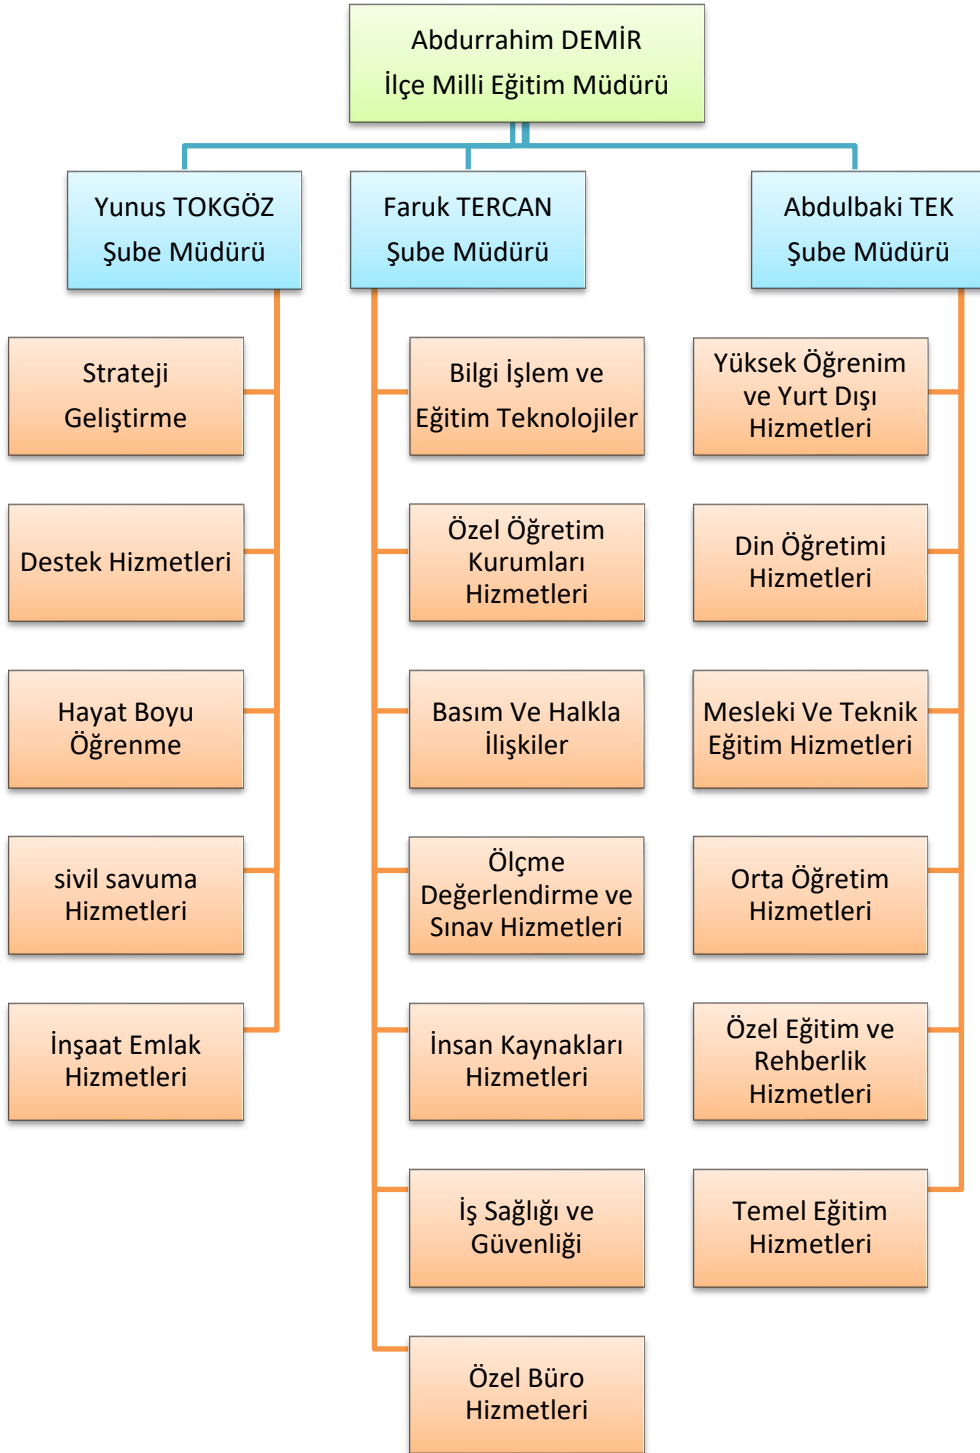 Abdurrahim DEMİR
İlçe Milli Eğitim Müdürü
Yunus TOKGÖZ
Şube Müdürü
Faruk TERCAN
Şube Müdürü
Abdulbaki TEK
Şube Müdürü
Strateji
Geliştirme
Destek Hizmetleri
Hayat Boyu
Öğrenme
sivil savuma
Hizmetleri
İnşaat Emlak
Hizmetleri
Bilgi İşlem ve
Eğitim Teknolojiler
Özel Öğretim
Kurumları
Hizmetleri
Basım Ve Halkla
İlişkiler
Ölçme
Değerlendirme ve
Sınav Hizmetleri
İnsan Kaynakları
Hizmetleri
İş Sağlığı ve
Güvenliği
Özel Büro
Hizmetleri
Yüksek Öğrenim
ve Yurt Dışı
Hizmetleri
Din Öğretimi
Hizmetleri
Mesleki Ve Teknik
Eğitim Hizmetleri
Orta Öğretim
Hizmetleri
Özel Eğitim ve
Rehberlik
Hizmetleri
Temel Eğitim
Hizmetleri